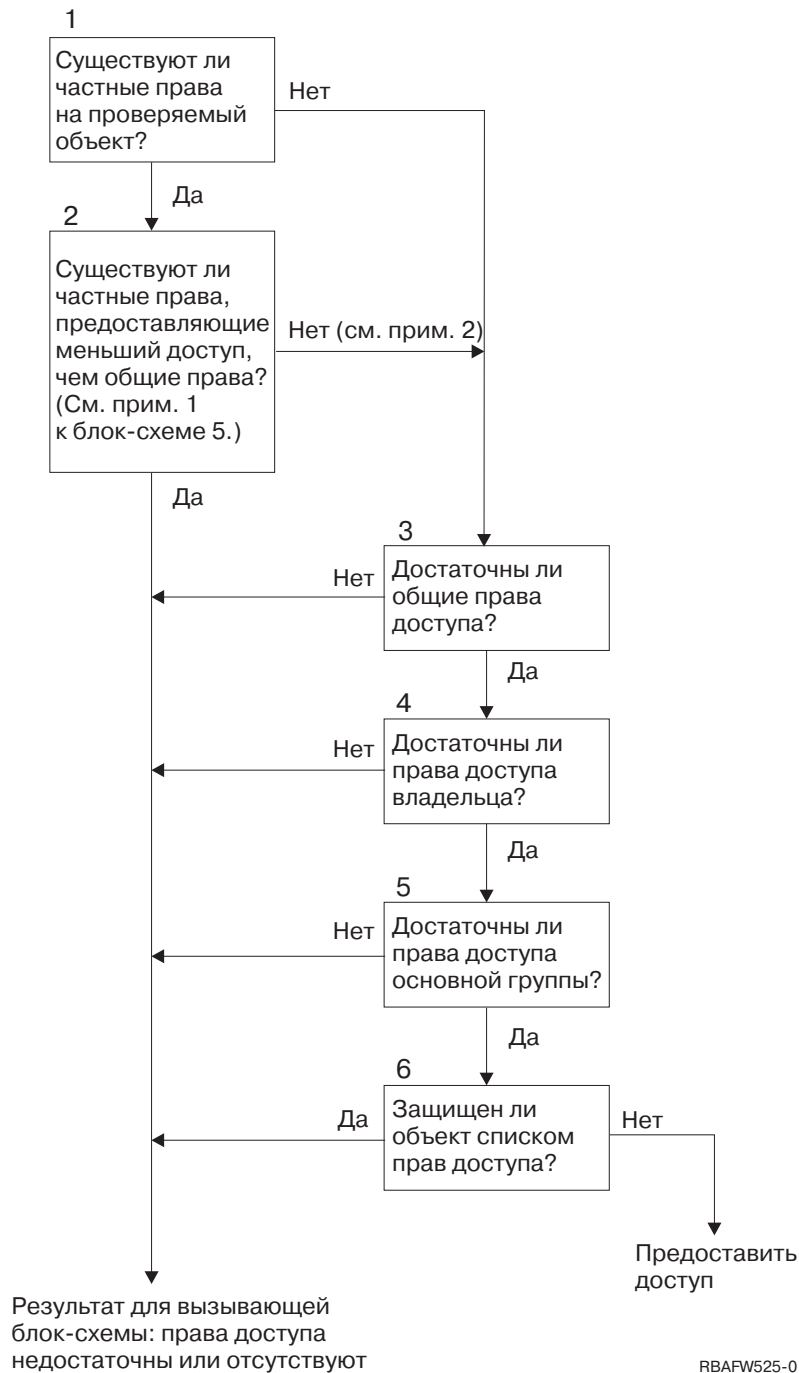 1
Существуют ли
частные права
на проверяемый
объект?
Нет
Да
2
Существуют ли
частные права,
предоставляющие
меньший доступ,
чем общие права?
(См. прим. 1
к блок-схеме 5.)
Нет (см. прим. 2)
Да
3
Достаточны ли
общие права
доступа?
Нет
Да
4
Достаточны ли
права доступа
владельца?
Нет
Да
5
Достаточны ли
права доступа
основной группы?
Нет
Да
6
Защищен ли
объект списком
прав доступа?
Да
Нет
Предоставить
доступ
Результат для вызывающей
блок-схемы: права доступа
недостаточны или отсутствуют
RBAFW525-0